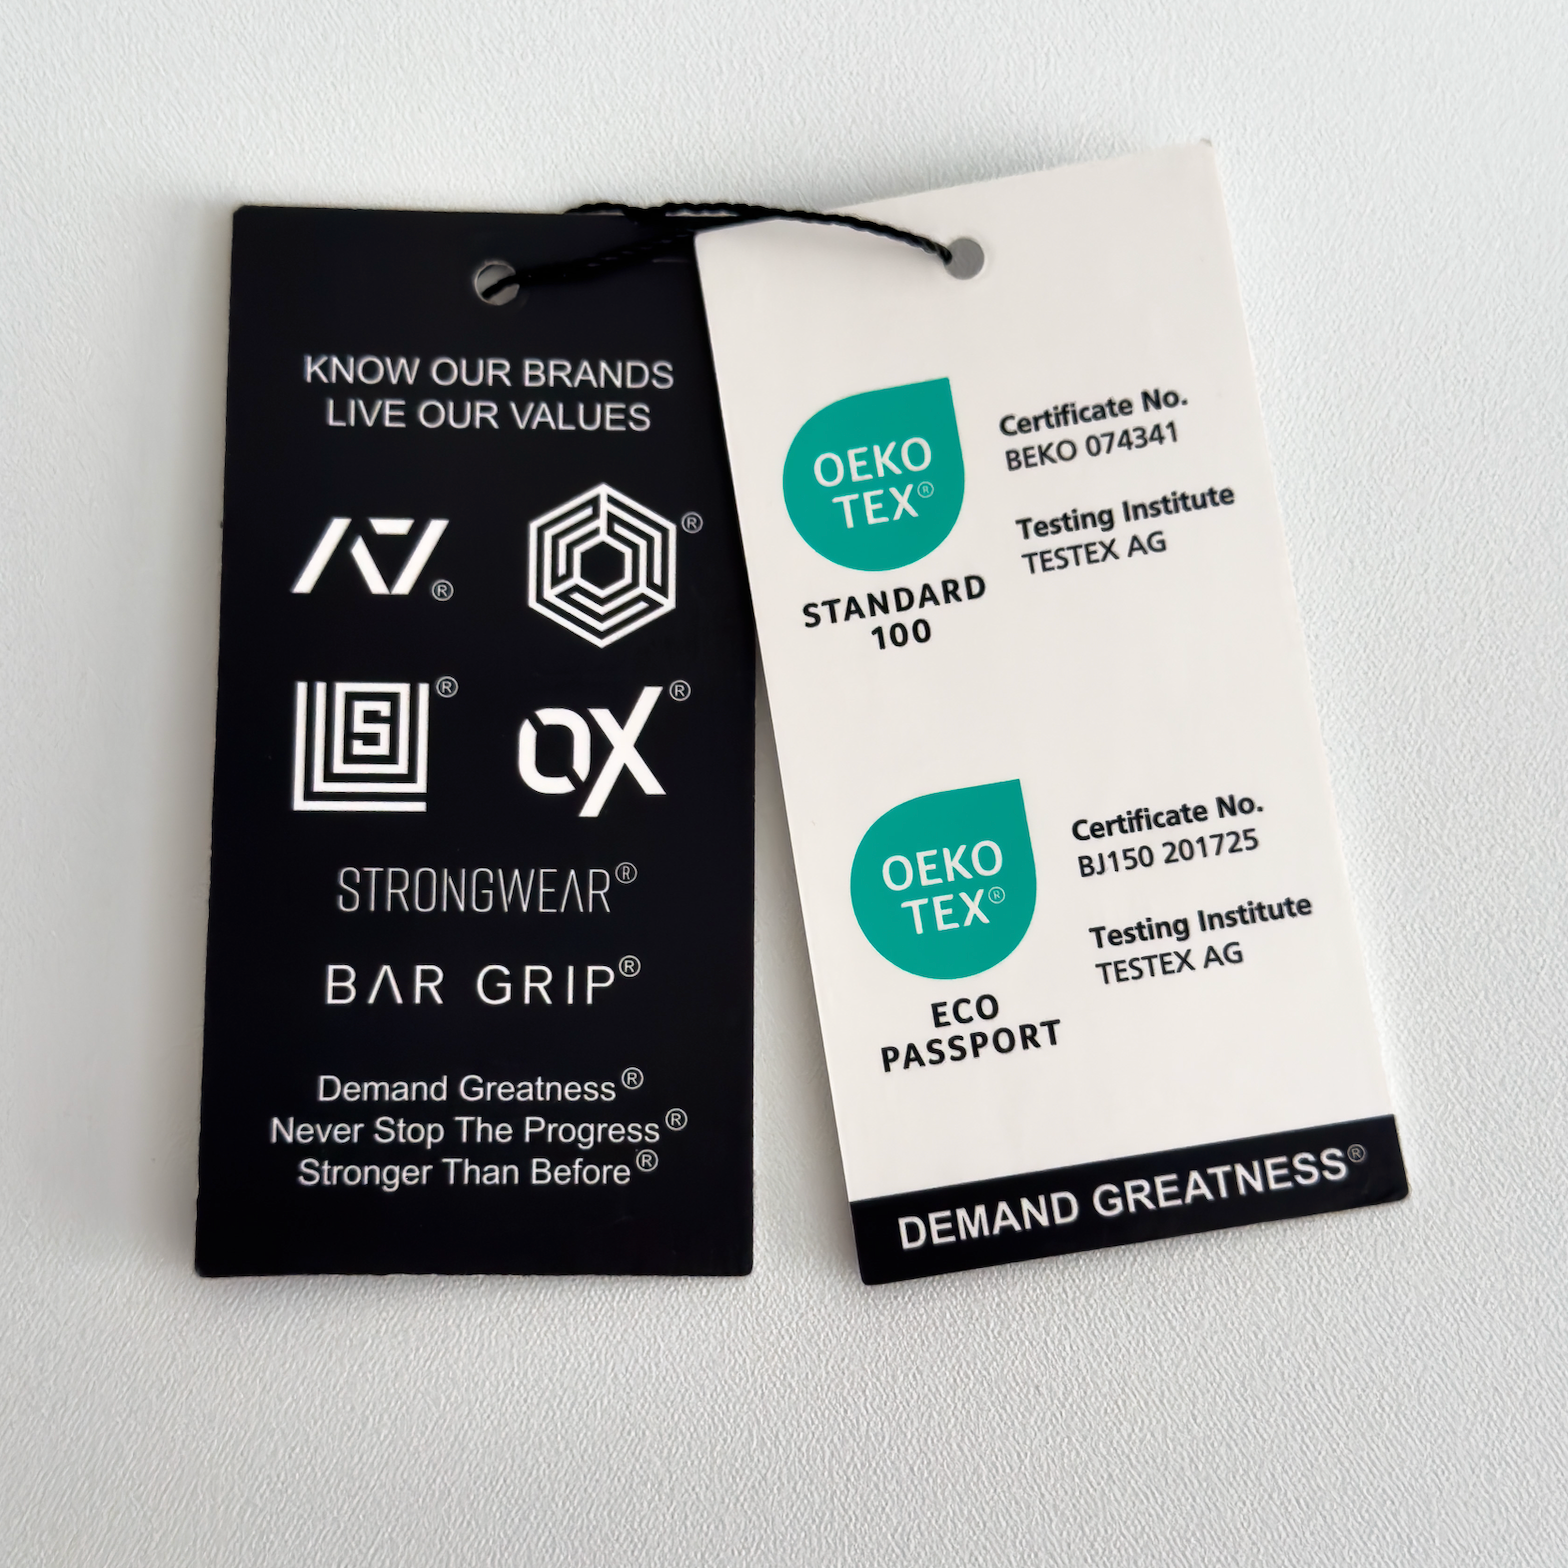 KNOW OUR BRANDS
LIVE OUR VALUES
A7®
®
LS®
OX®
STRONGWEAR®
BAR GRIP®
Demand Greatness®
Never Stop The Progress®
Stronger Than Before®
OEKO
TEX®
STANDARD
100
Certificate No.
BEKO 074341
Testing Institute
TESTEX AG
OEKO
TEX®
ECO
PASSPORT
Certificate No.
BJ150 201725
Testing Institute
TESTEX AG
DEMAND GREATNESS®